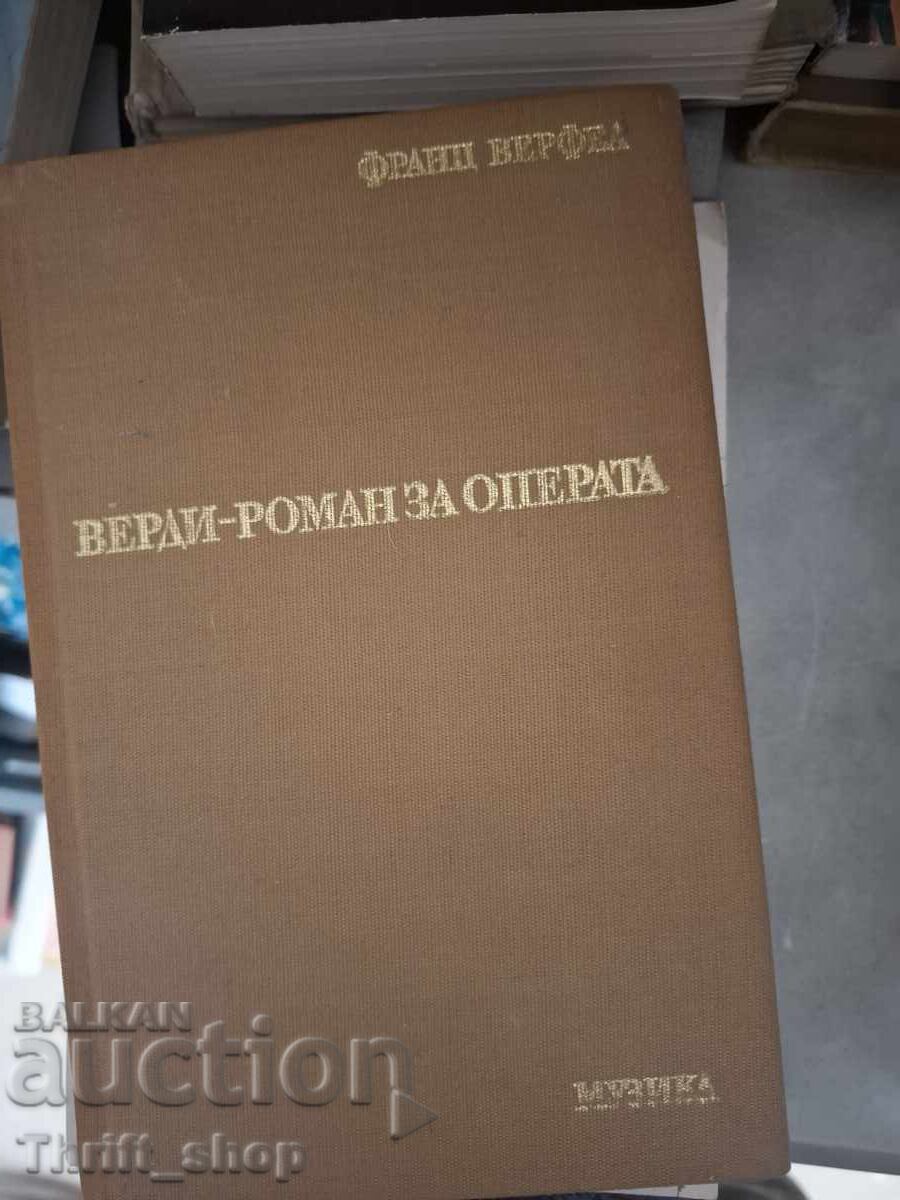 ФРАНЦ ВЕРФЕЛ
ВЕРДИ-РОМАН ЗА ОПЕРАТА
МУЗИКА
BALKAN
auction
Thrift_shop